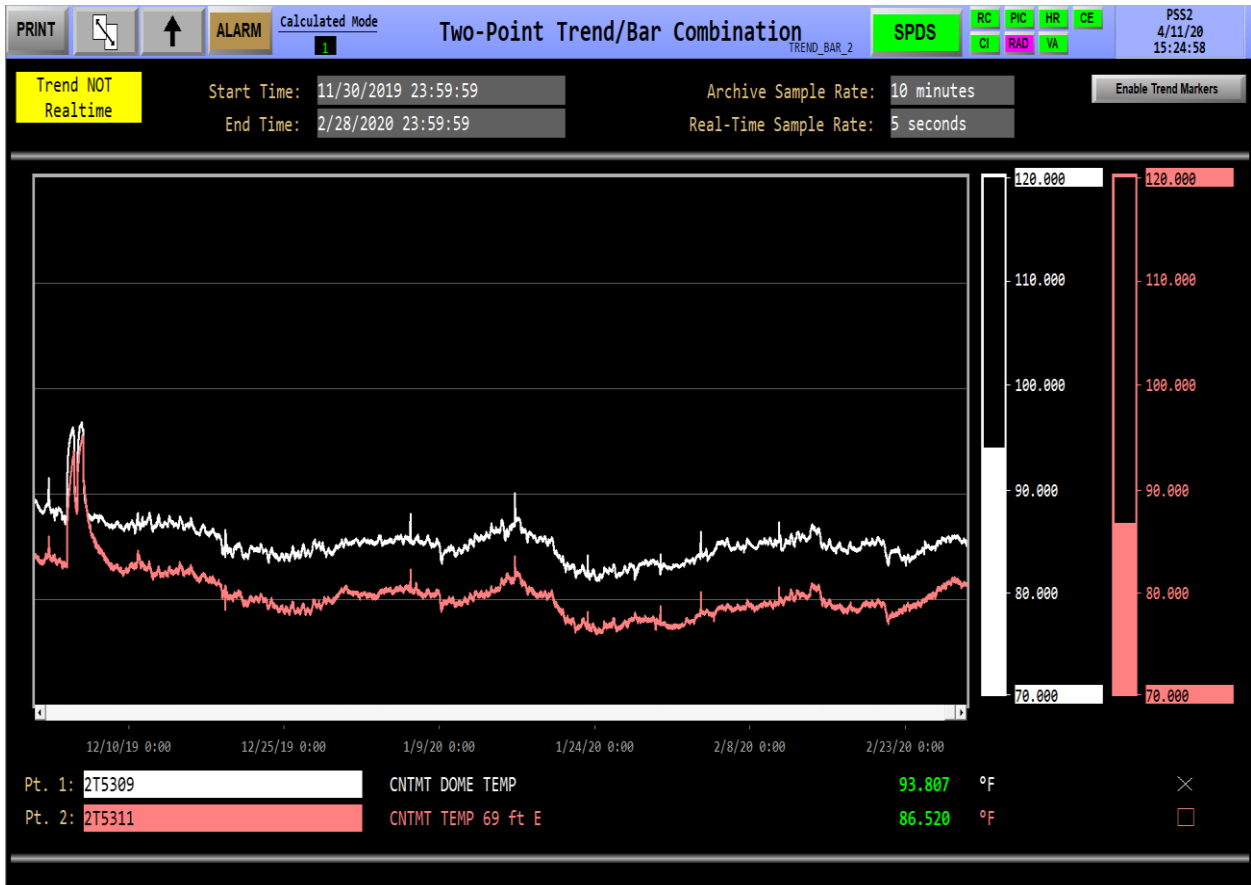 PRINT
ALARM
Calculated Mode
1
Two-Point Trend/Bar Combination
TREND_BAR_2
SPDS
RC PIC HR CE
CI RAD VA
PSS2
4/11/20
15:24:58
Trend NOT
Realtime
Start Time: 11/30/2019 23:59:59
End Time: 2/28/2020 23:59:59
Archive Sample Rate: 10 minutes
Real-Time Sample Rate: 5 seconds
Enable Trend Markers
120.000 120.000
110.000 110.000
100.000 100.000
90.000 90.000
80.000 80.000
70.000 70.000
12/10/19 0:00 12/25/19 0:00 1/9/20 0:00 1/24/20 0:00 2/8/20 0:00 2/23/20 0:00
Pt. 1: 2T5309 CNTMT DOME TEMP 93.807 °F
Pt. 2: 2T5311 CNTMT TEMP 69 ft E 86.520 °F